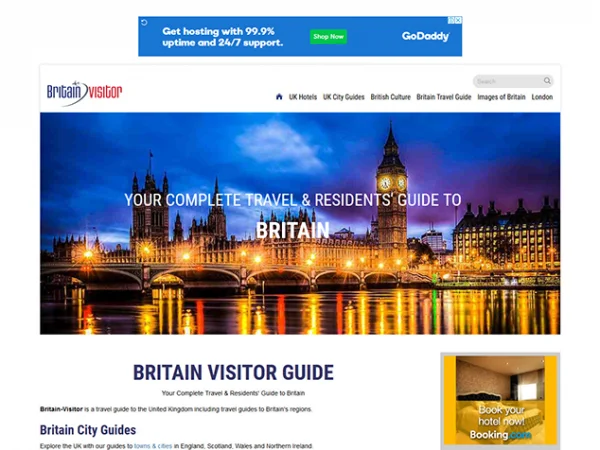 Get hosting with 99.9%
uptime and 24/7 support.
Shop Now
GoDaddy
Britain visitor
Search
UK Hotels UK City Guides British Culture Britain Travel Guide Images of Britain London
YOUR COMPLETE TRAVEL & RESIDENTS' GUIDE TO
BRITAIN
BRITAIN VISITOR GUIDE
Your Complete Travel & Residents' Guide to Britain
Britain-Visitor is a travel guide to the United Kingdom including travel guides to Britain's regions.
Britain City Guides
Explore the UK with our guides to towns & cities in England, Scotland, Wales and Northern Ireland.
Book your
hotel now!
Booking.com